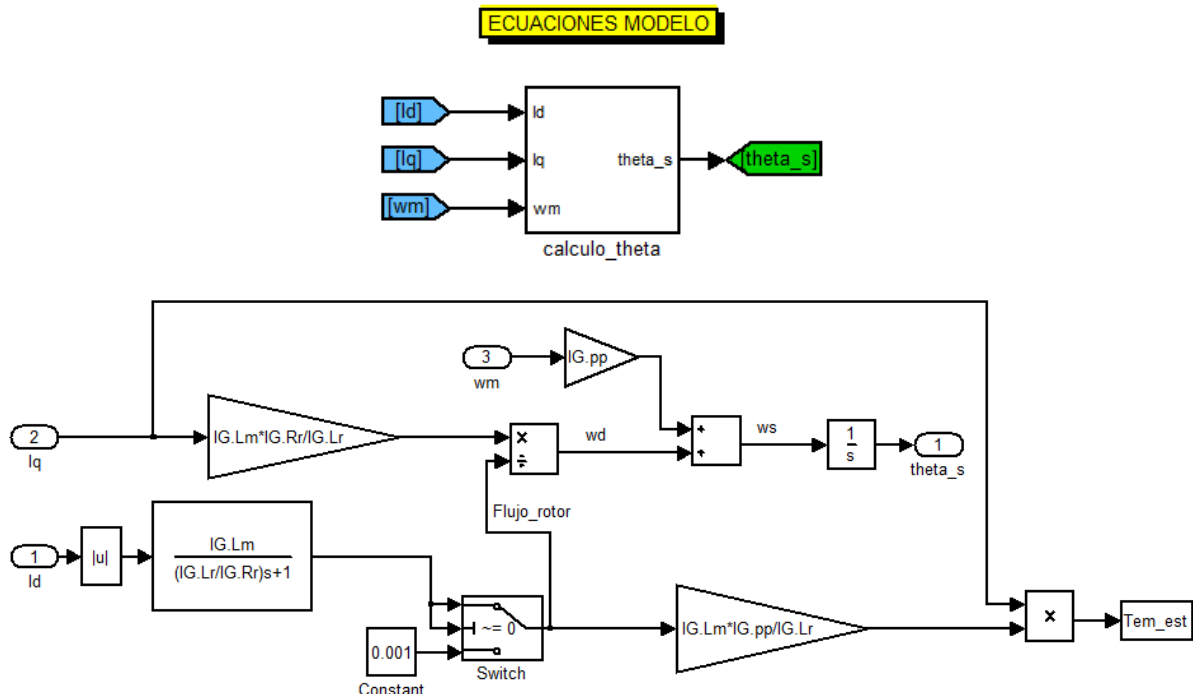 ECUACIONES MODELO
[Id]
Id
[Iq]
Iq
theta_s
[theta_s]
[wm]
wm
calculo_theta
3
wm
IG.pp
2
Iq
IG.Lm*IG.Rr/IG.Lr
×
÷
wd
+
+
ws
1
s
1
theta_s
Flujo_rotor
1
Id
|u|
IG.Lm
(IG.Lr/IG.Rr)s+1
~= 0
Switch
0.001
Constant
IG.Lm*IG.pp/IG.Lr
×
Tem_est